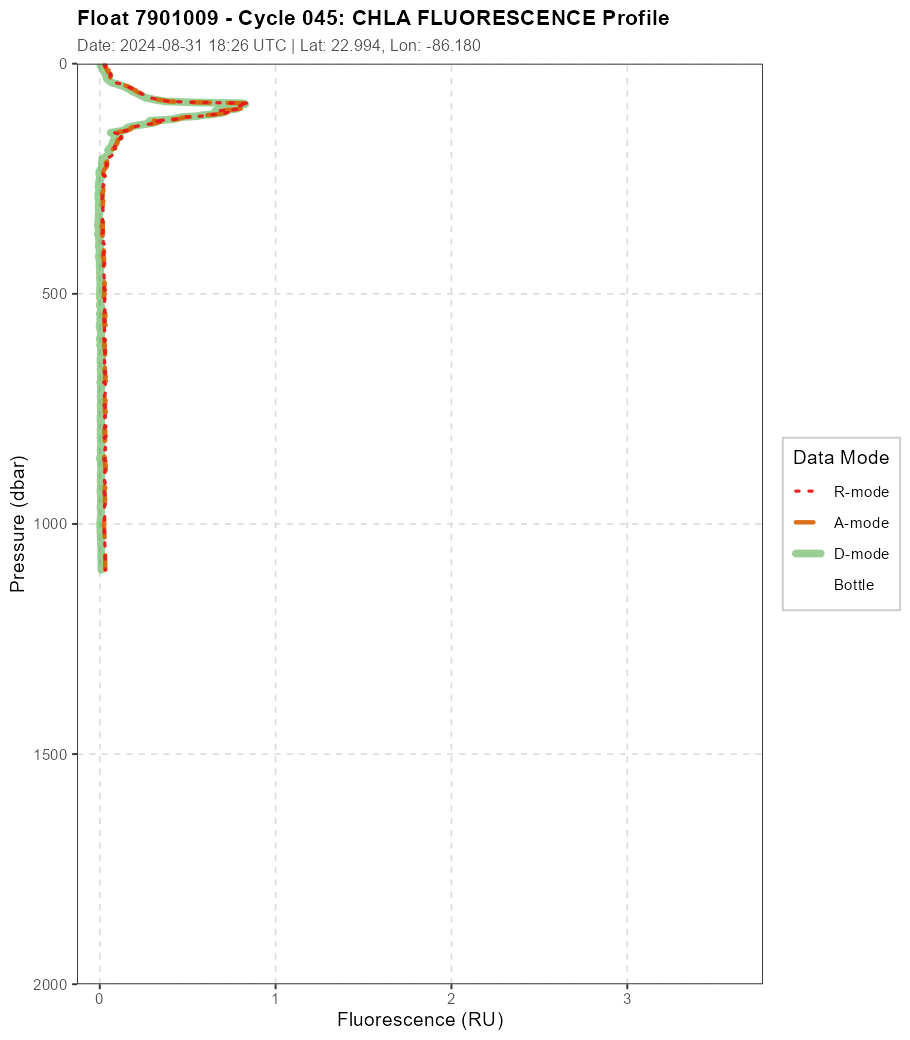 Float 7901009 - Cycle 045: CHLA FLUORESCENCE Profile
Date: 2024-08-31 18:26 UTC | Lat: 22.994, Lon: -86.180
0
500
1000
1500
2000
Pressure (dbar)
0 1 2 3
Fluorescence (RU)
Data Mode
R-mode
A-mode
D-mode
Bottle